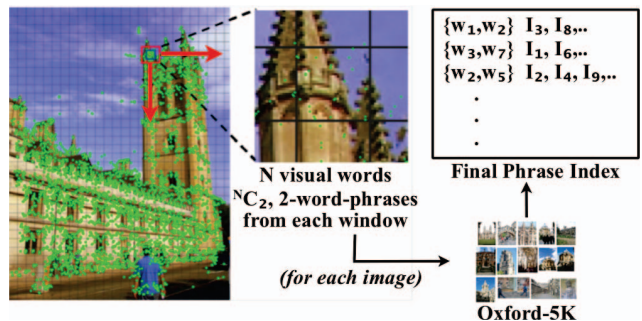 {w₁,w₂} I₃, I₈,..
{w₃,w₇} I₁, I₆,..
{w₂,w₅} I₂, I₄, I₉,..
.
.
.
Final Phrase Index
N visual words
ᴺC₂, 2-word-phrases
from each window
(for each image)
Oxford-5K